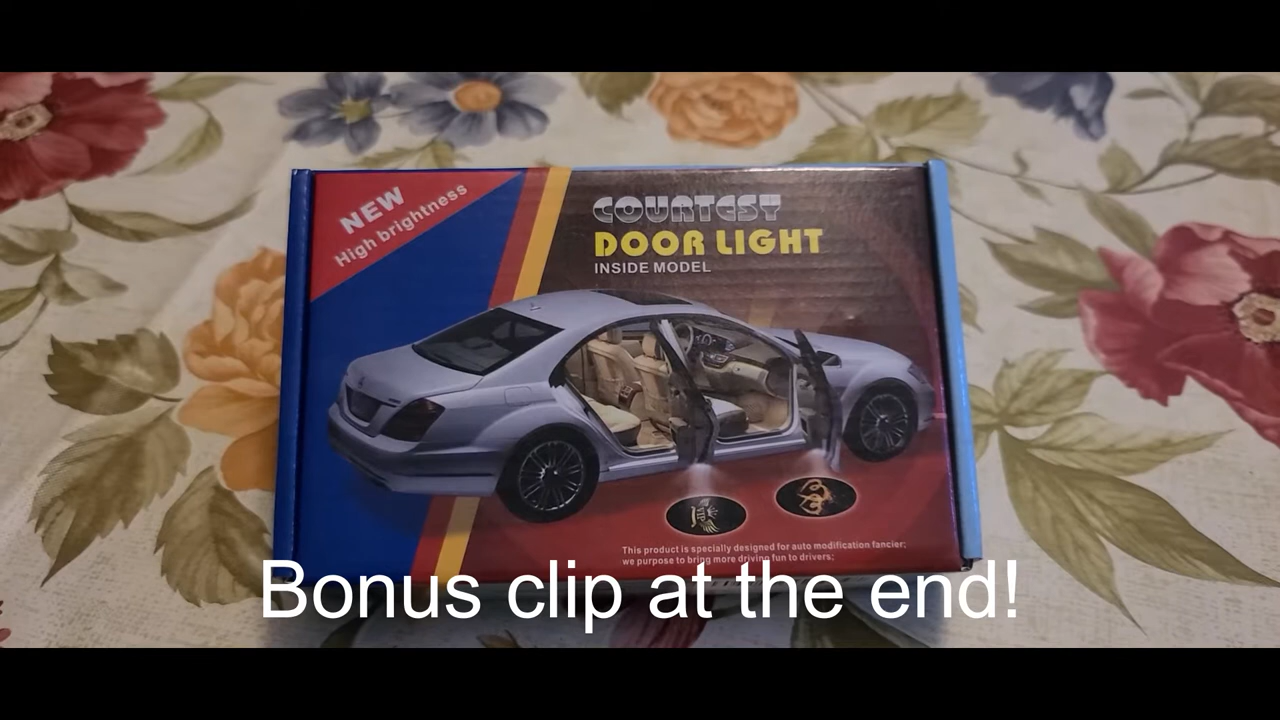 NEW
High brightness
COURTESY
DOOR LIGHT
INSIDE MODEL
VIP
This product is specially designed for auto modification fancier;
we purpose to bring more driving fun to drivers;
Bonus clip at the end!